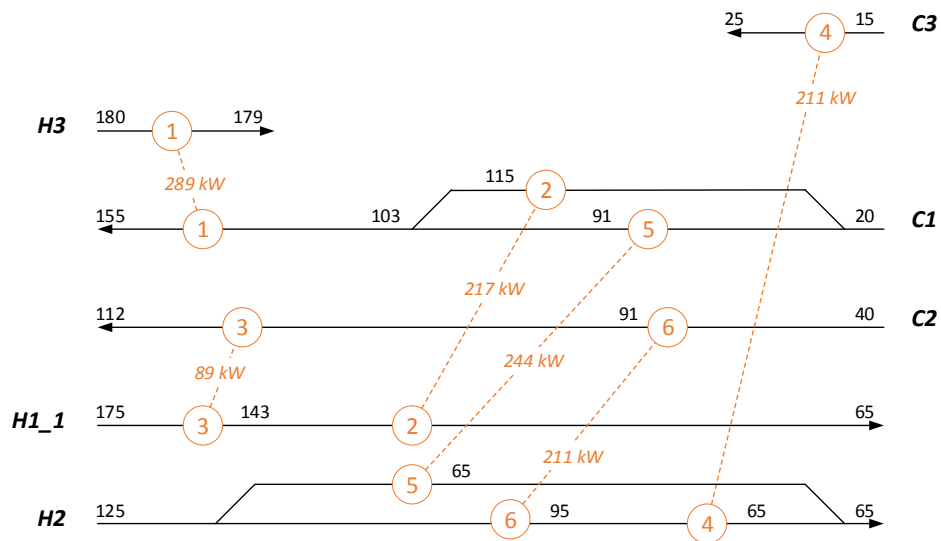 25 4 15 C3
211 kW
H3 180 1 179
289 kW
115 2
155 1 103 91 5 20 C1
217 kW
112 3 91 6 40 C2
89 kW 244 kW
H1_1 175 3 143 2 65
211 kW
5 65
H2 125 6 95 4 65 65